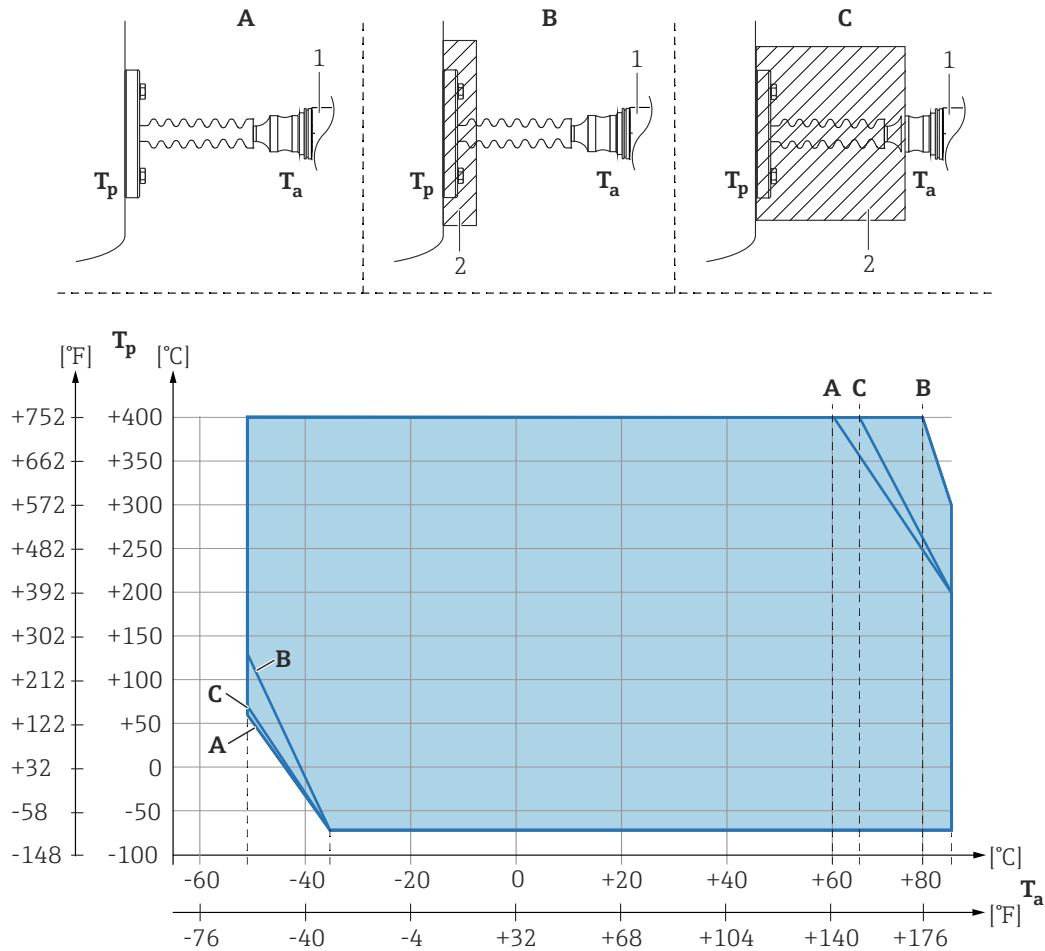 A B C
1 1 1
Tp Ta Tp Ta Tp Ta
2 2
[°F] Tp [°C]
A C B
+752 +400
+662 +350
+572 +300
+482 +250
+392 +200
+302 +150
B
+212 +100
C
+122 +50
A
+32 0
-58 -50
-148 -100
[°C]
-60 -40 -20 0 +20 +40 +60 +80
Ta
[°F]
-76 -40 -4 +32 +68 +104 +140 +176